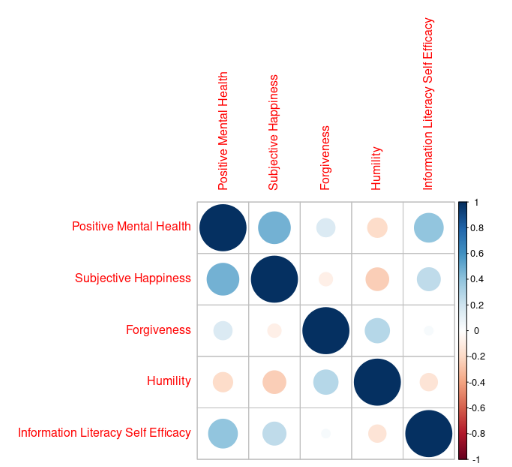 Positive Mental Health
Subjective Happiness
Forgiveness
Humility
Information Literacy Self Efficacy
Positive Mental Health
Subjective Happiness
Forgiveness
Humility
Information Literacy Self Efficacy
1
0.8
0.6
0.4
0.2
0
-0.2
-0.4
-0.6
-0.8
-1